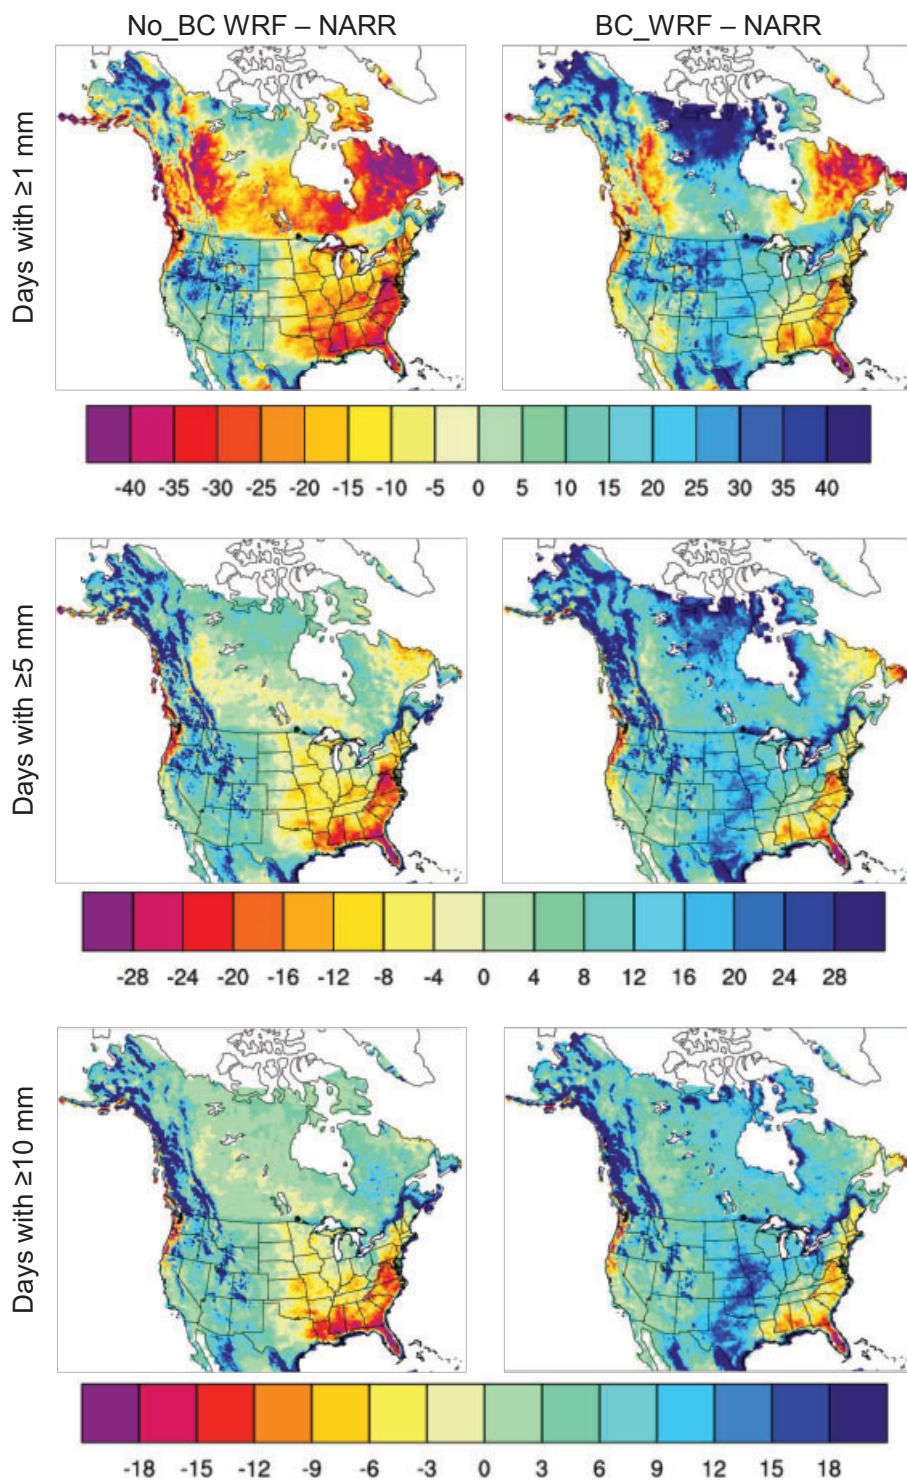 No_BC WRF – NARR
BC_WRF – NARR
Days with ≥1 mm
-40 -35 -30 -25 -20 -15 -10 -5 0 5 10 15 20 25 30 35 40
Days with ≥5 mm
-28 -24 -20 -16 -12 -8 -4 0 4 8 12 16 20 24 28
Days with ≥10 mm
-18 -15 -12 -9 -6 -3 0 3 6 9 12 15 18